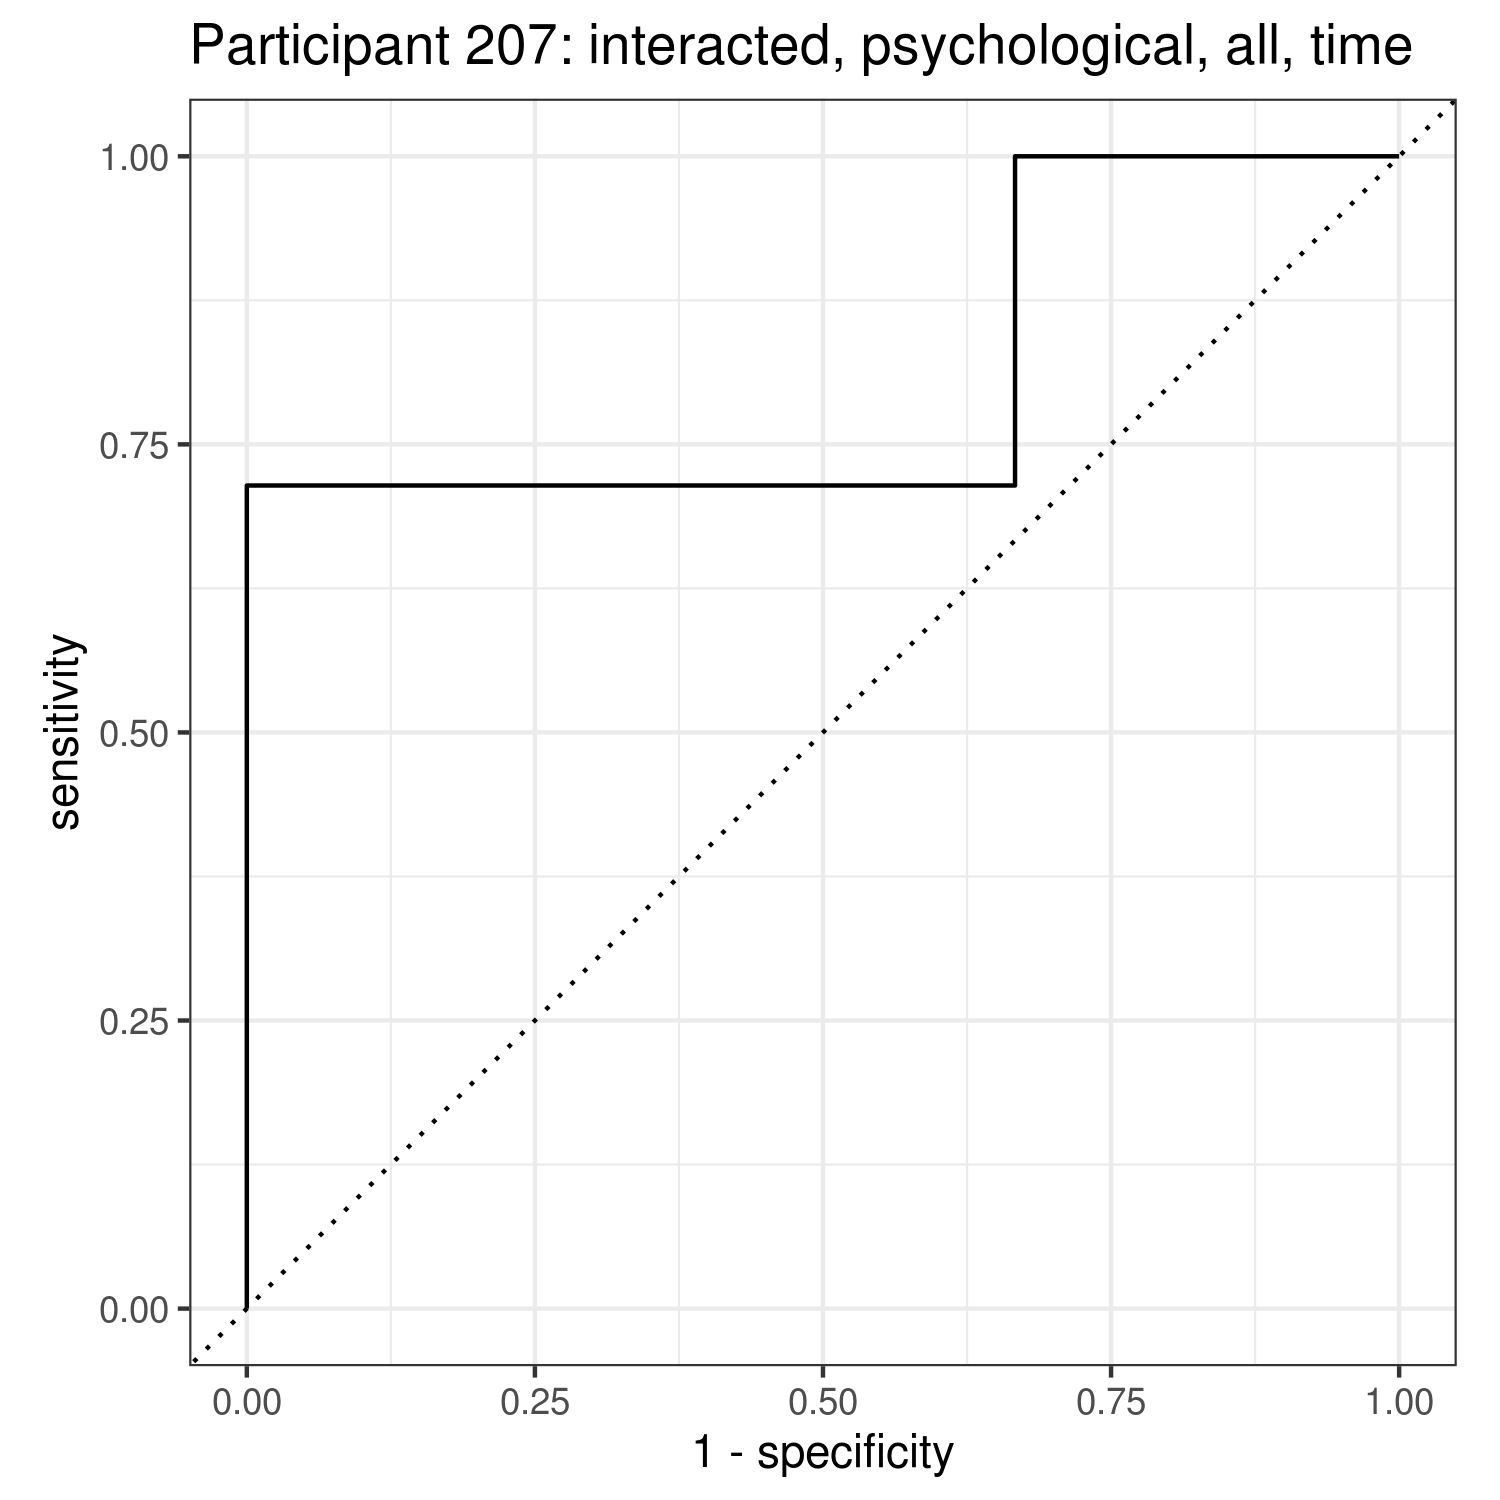 Participant 207: interacted, psychological, all, time
1.00
0.75
0.50
0.25
0.00
sensitivity
0.00 0.25 0.50 0.75 1.00
1 - specificity